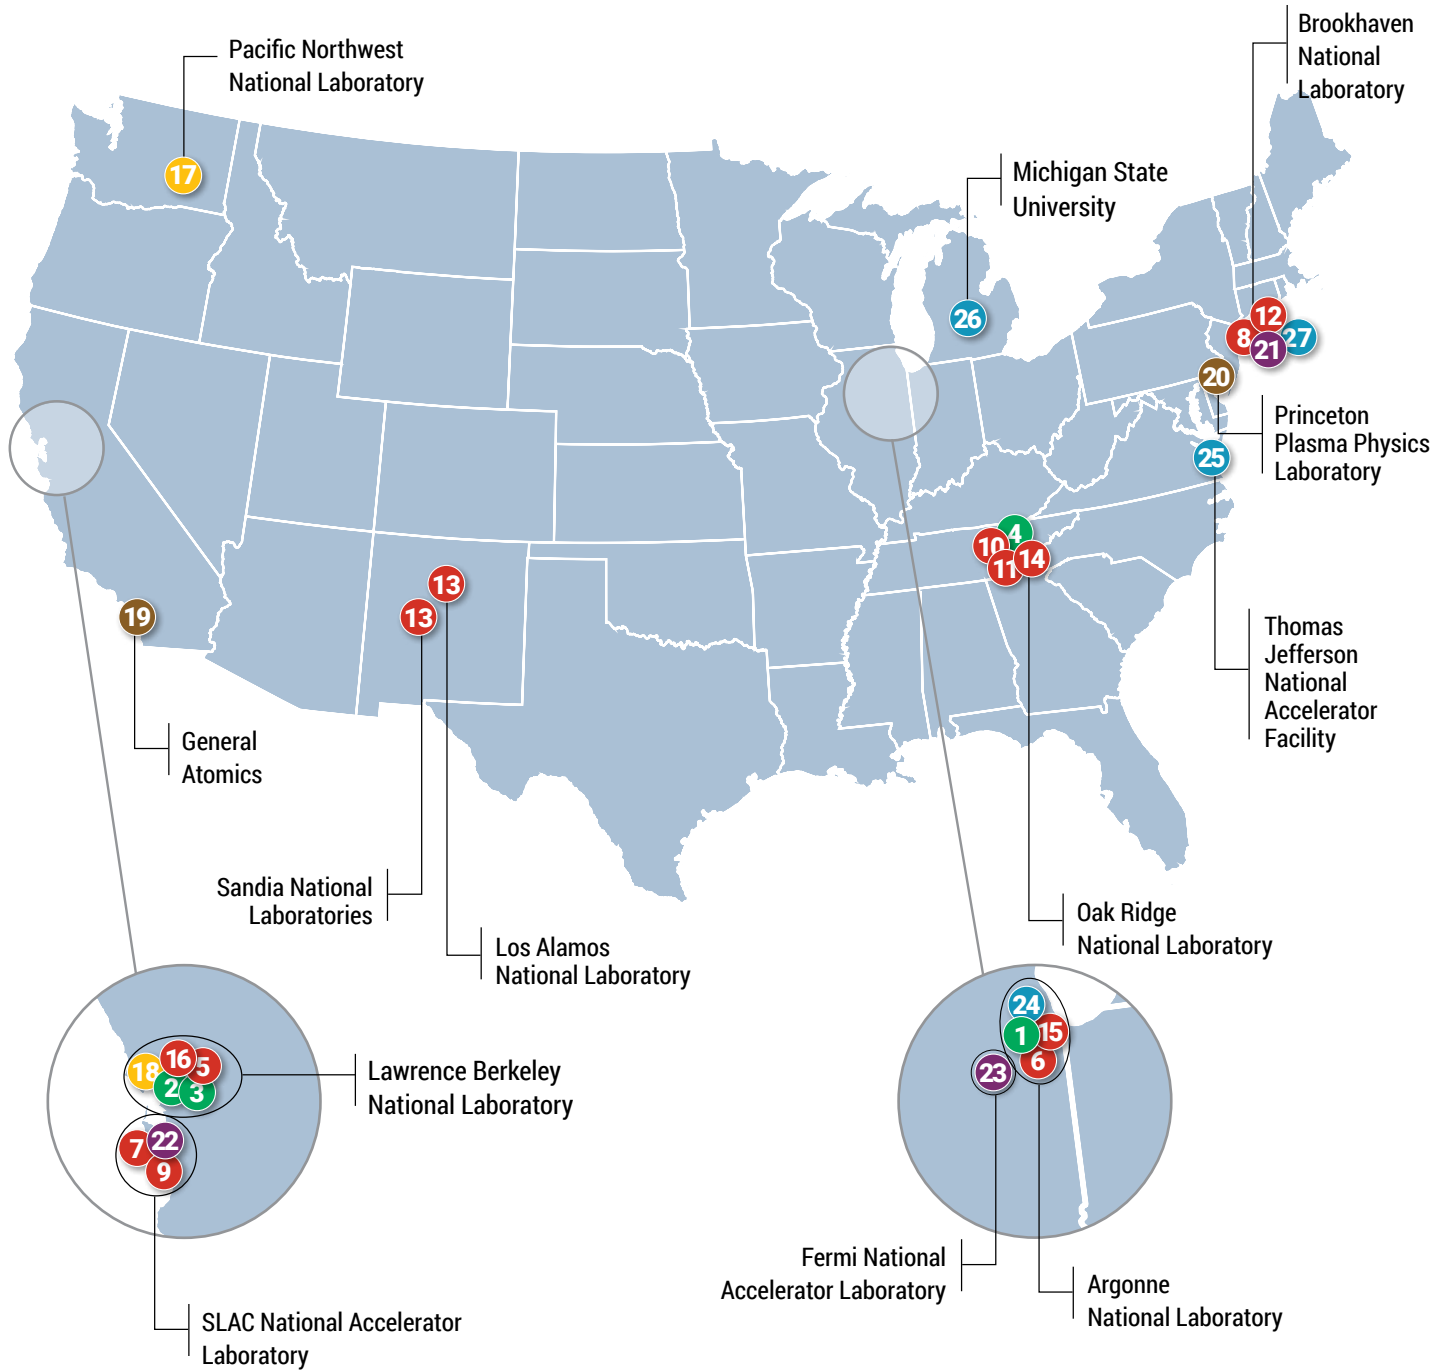 Brookhaven
National
Laboratory
Pacific Northwest
National Laboratory
17
Michigan State
University
26
12
8
27
21
20
Princeton
Plasma Physics
Laboratory
25
4
10
14
11
13
13
19
Thomas
Jefferson
National
Accelerator
Facility
General
Atomics
Sandia National
Laboratories
Los Alamos
National Laboratory
Oak Ridge
National Laboratory
16
5
18
2
3
Lawrence Berkeley
National Laboratory
22
7
9
24
15
1
6
23
Fermi National
Accelerator Laboratory
Argonne
National Laboratory
SLAC National Accelerator
Laboratory